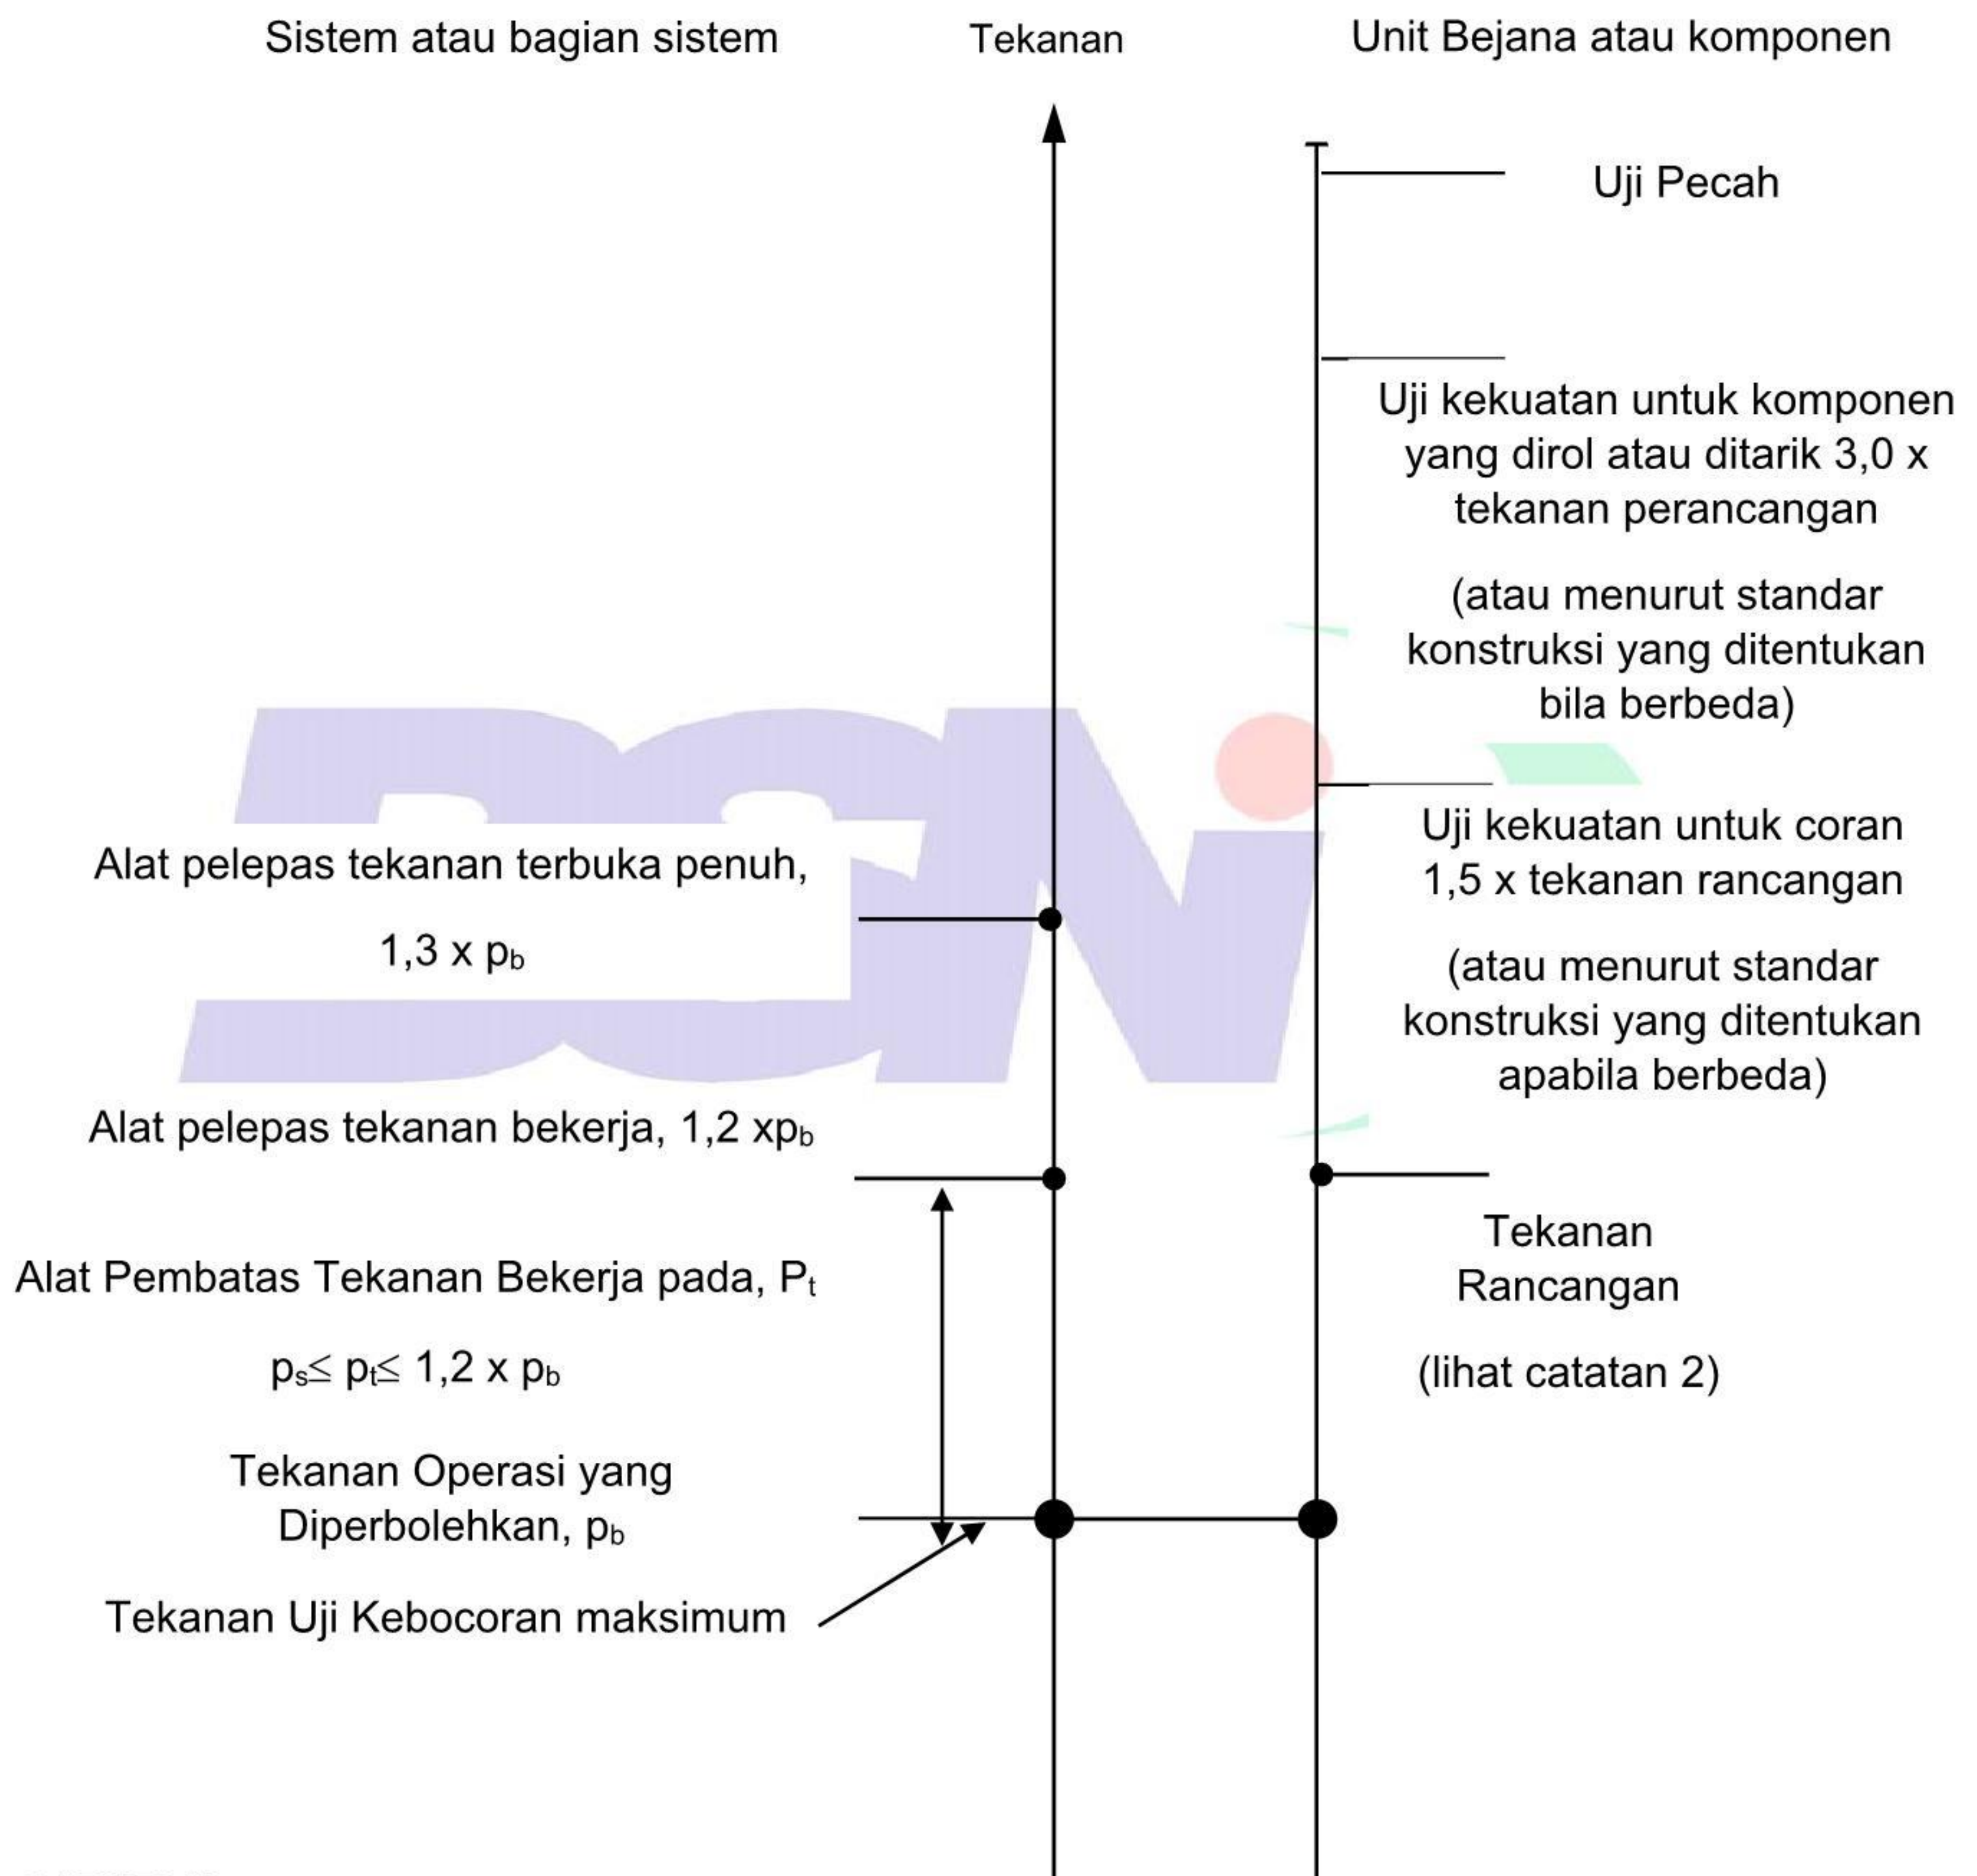 Sistem atau bagian sistem
Tekanan
Unit Bejana atau komponen
Uji Pecah
Uji kekuatan untuk komponen
yang dirol atau ditarik 3,0 x
tekanan perancangan
(atau menurut standar
konstruksi yang ditentukan
bila berbeda)
Alat pelepas tekanan terbuka penuh,
1,3 x pb
Uji kekuatan untuk coran
1,5 x tekanan rancangan
(atau menurut standar
konstruksi yang ditentukan
apabila berbeda)
Alat pelepas tekanan bekerja, 1,2 xpb
Alat Pembatas Tekanan Bekerja pada, Pt
ps≤ pt≤ 1,2 x pb
Tekanan
Rancangan
(lihat catatan 2)
Tekanan Operasi yang
Diperbolehkan, pb
Tekanan Uji Kebocoran maksimum